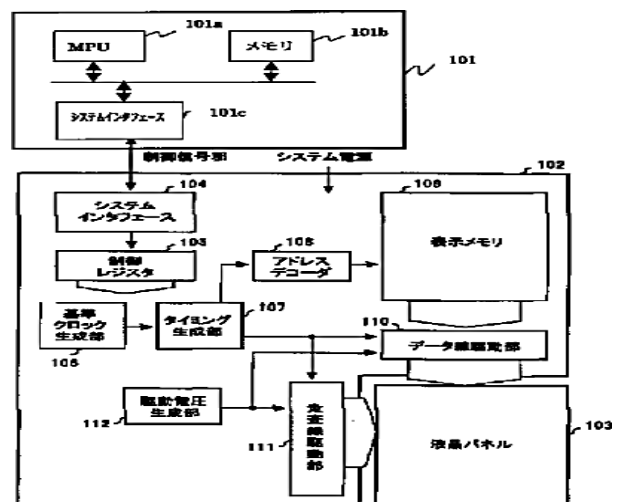 101a
MPU
メモリ
101b
101
システムインタフェース
101c
制御信号部
システム電源
102
104
システム
インタフェース
109
表示メモリ
制御
レジスタ
108
アドレス
デコーダ
基準
クロック
生成部
106
タイミング
生成部
107
110
データ線駆動部
駆動電圧
生成部
112
走査線駆動部
111
液晶パネル
103